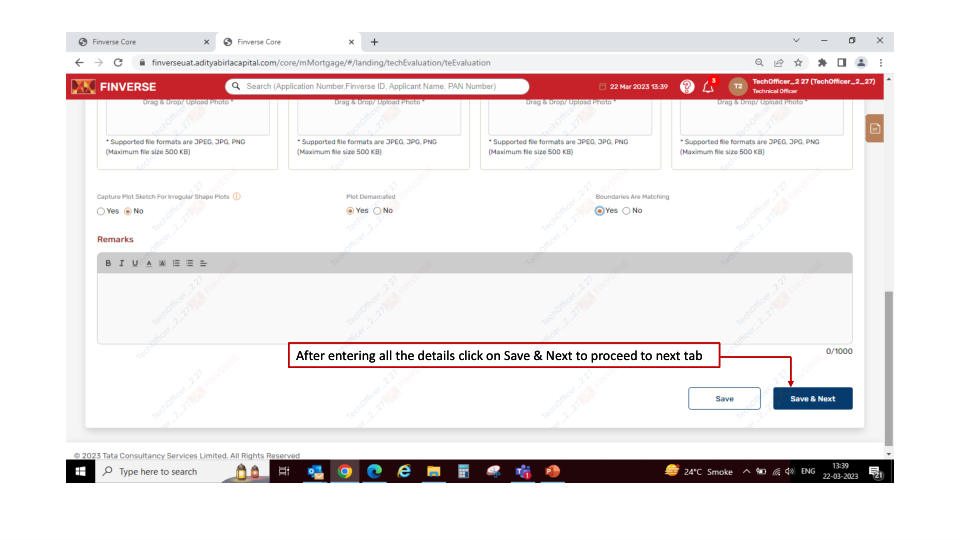 Finverse Core
Finverse Core
finverseuat.adityabirlacapital.com/core/mMortgage/#/landing/techEvaluation/teEvaluation
FINVERSE
Search (Application Number,Finverse ID, Applicant Name, PAN Number)
22 Mar 2023 13:39
3
T2
TechOfficer_2 27 (TechOfficer_2_27)
Technical Officer
Drag & Drop/ Upload Photo *
Drag & Drop/ Upload Photo *
Drag & Drop/ Upload Photo *
Drag & Drop/ Upload Photo *
* Supported file formats are JPEG, JPG, PNG
(Maximum file size 500 KB)
* Supported file formats are JPEG, JPG, PNG
(Maximum file size 500 KB)
* Supported file formats are JPEG, JPG, PNG
(Maximum file size 500 KB)
* Supported file formats are JPEG, JPG, PNG
(Maximum file size 500 KB)
Capture Plot Sketch For Irregular Shape Plots
Yes No
Plot Demarcated
Yes No
Boundaries Are Matching
Yes No
Remarks
B I U A
0/1000
After entering all the details click on Save & Next to proceed to next tab
Save
Save & Next
© 2023 Tata Consultancy Services Limited. All Rights Reserved
Type here to search
24°C Smoke
ENG
13:39
22-03-2023
21